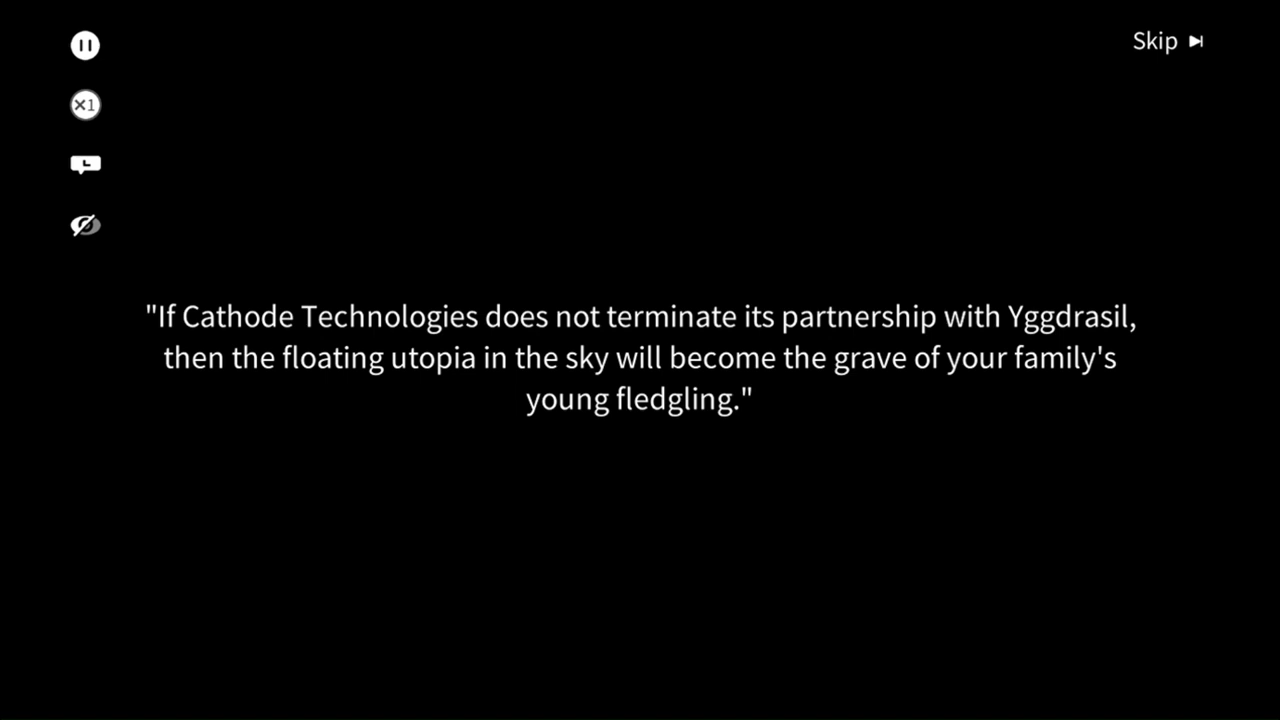 Skip
×1
"If Cathode Technologies does not terminate its partnership with Yggdrasil,
then the floating utopia in the sky will become the grave of your family's
young fledgling."